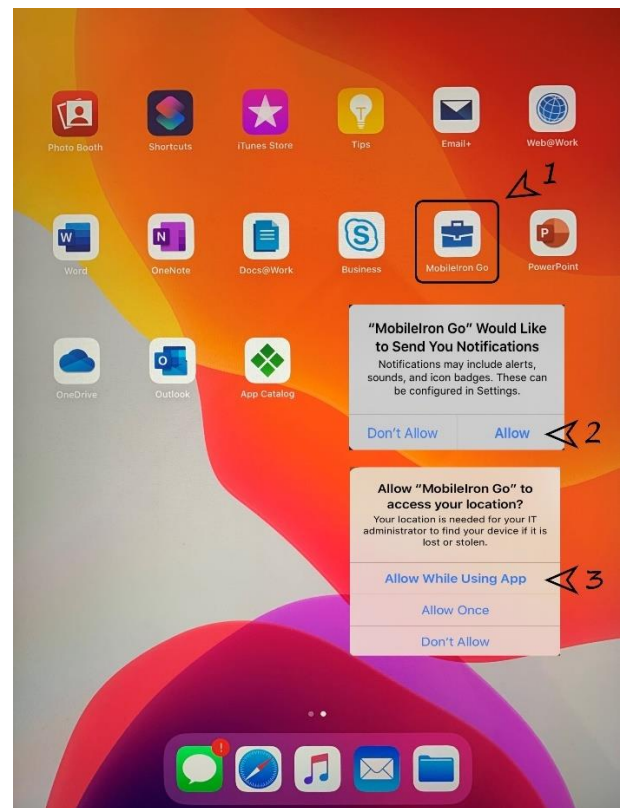 Photo Booth
Shortcuts
iTunes Store
Tips
Email+
Web@Work
1
Word
OneNote
Docs@Work
Business
MobileIron Go
PowerPoint
OneDrive
Outlook
App Catalog
"MobileIron Go" Would Like
to Send You Notifications
Notifications may include alerts,
sounds, and icon badges. These can
be configured in Settings.
Don't Allow
Allow
2
Allow "MobileIron Go" to
access your location?
Your location is needed for your IT
administrator to find your device if it is
lost or stolen.
Allow While Using App
3
Allow Once
Don't Allow